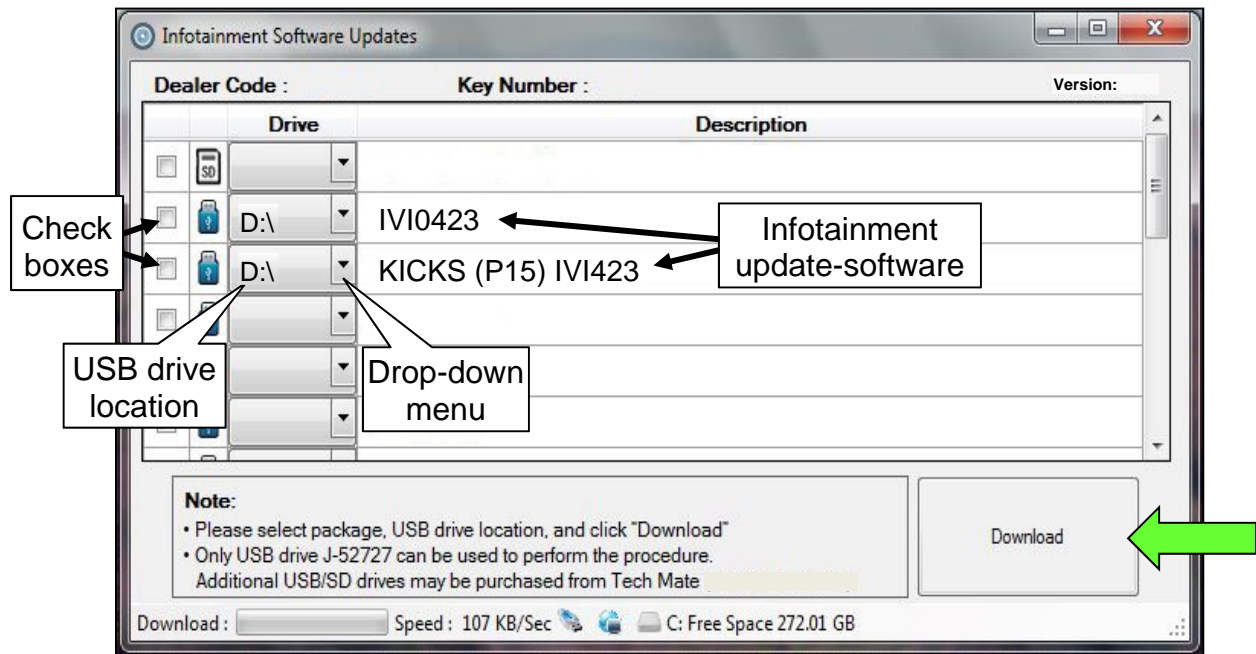 Infotainment Software Updates
Dealer Code :
Key Number :
Version:
Drive
Description
SD
D:\
IVI0423
D:\
KICKS (P15) IVI423
Check
boxes
Infotainment
update-software
USB drive
location
Drop-down
menu
Note:
• Please select package, USB drive location, and click "Download"
• Only USB drive J-52727 can be used to perform the procedure.
Additional USB/SD drives may be purchased from Tech Mate
Download
Download :
Speed : 107 KB/Sec
C: Free Space 272.01 GB